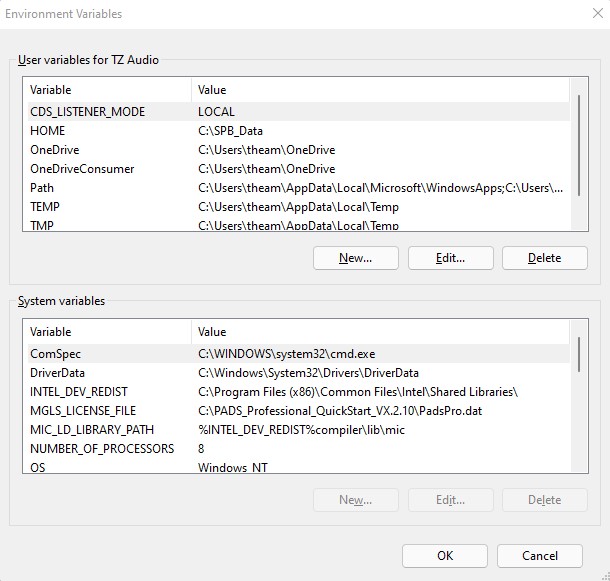 Environment Variables
User variables for TZ Audio
Variable Value
CDS_LISTENER_MODE LOCAL
HOME C:\SPB_Data
OneDrive C:\Users\theam\OneDrive
OneDriveConsumer C:\Users\theam\OneDrive
Path C:\Users\theam\AppData\Local\Microsoft\WindowsApps;C:\Users\...
TEMP C:\Users\theam\AppData\Local\Temp
TMP C:\Users\theam\AppData\Local\Temp
New... Edit... Delete
System variables
Variable Value
ComSpec C:\WINDOWS\system32\cmd.exe
DriverData C:\Windows\System32\Drivers\DriverData
INTEL_DEV_REDIST C:\Program Files (x86)\Common Files\Intel\Shared Libraries\
MGLS_LICENSE_FILE C:\PADS_Professional_QuickStart_VX.2.10\PadsPro.dat
MIC_LD_LIBRARY_PATH %INTEL_DEV_REDIST%compiler\lib\mic
NUMBER_OF_PROCESSORS 8
OS Windows_NT
New... Edit... Delete
OK Cancel